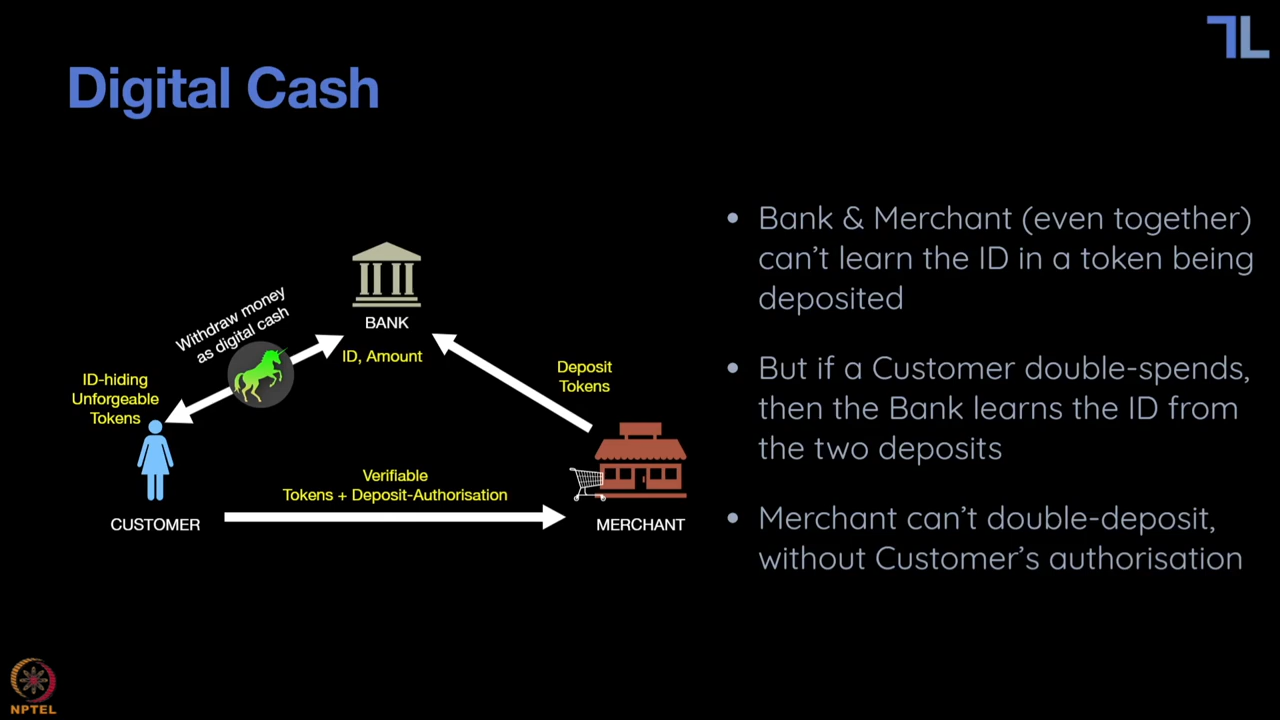 TL
Digital Cash
Withdraw money
as digital cash
BANK
ID, Amount
ID-hiding
Unforgeable
Tokens
Deposit
Tokens
Verifiable
Tokens + Deposit-Authorisation
CUSTOMER
MERCHANT
• Bank & Merchant (even together)
can’t learn the ID in a token being
deposited
• But if a Customer double-spends,
then the Bank learns the ID from
the two deposits
• Merchant can’t double-deposit,
without Customer’s authorisation
NPTEL